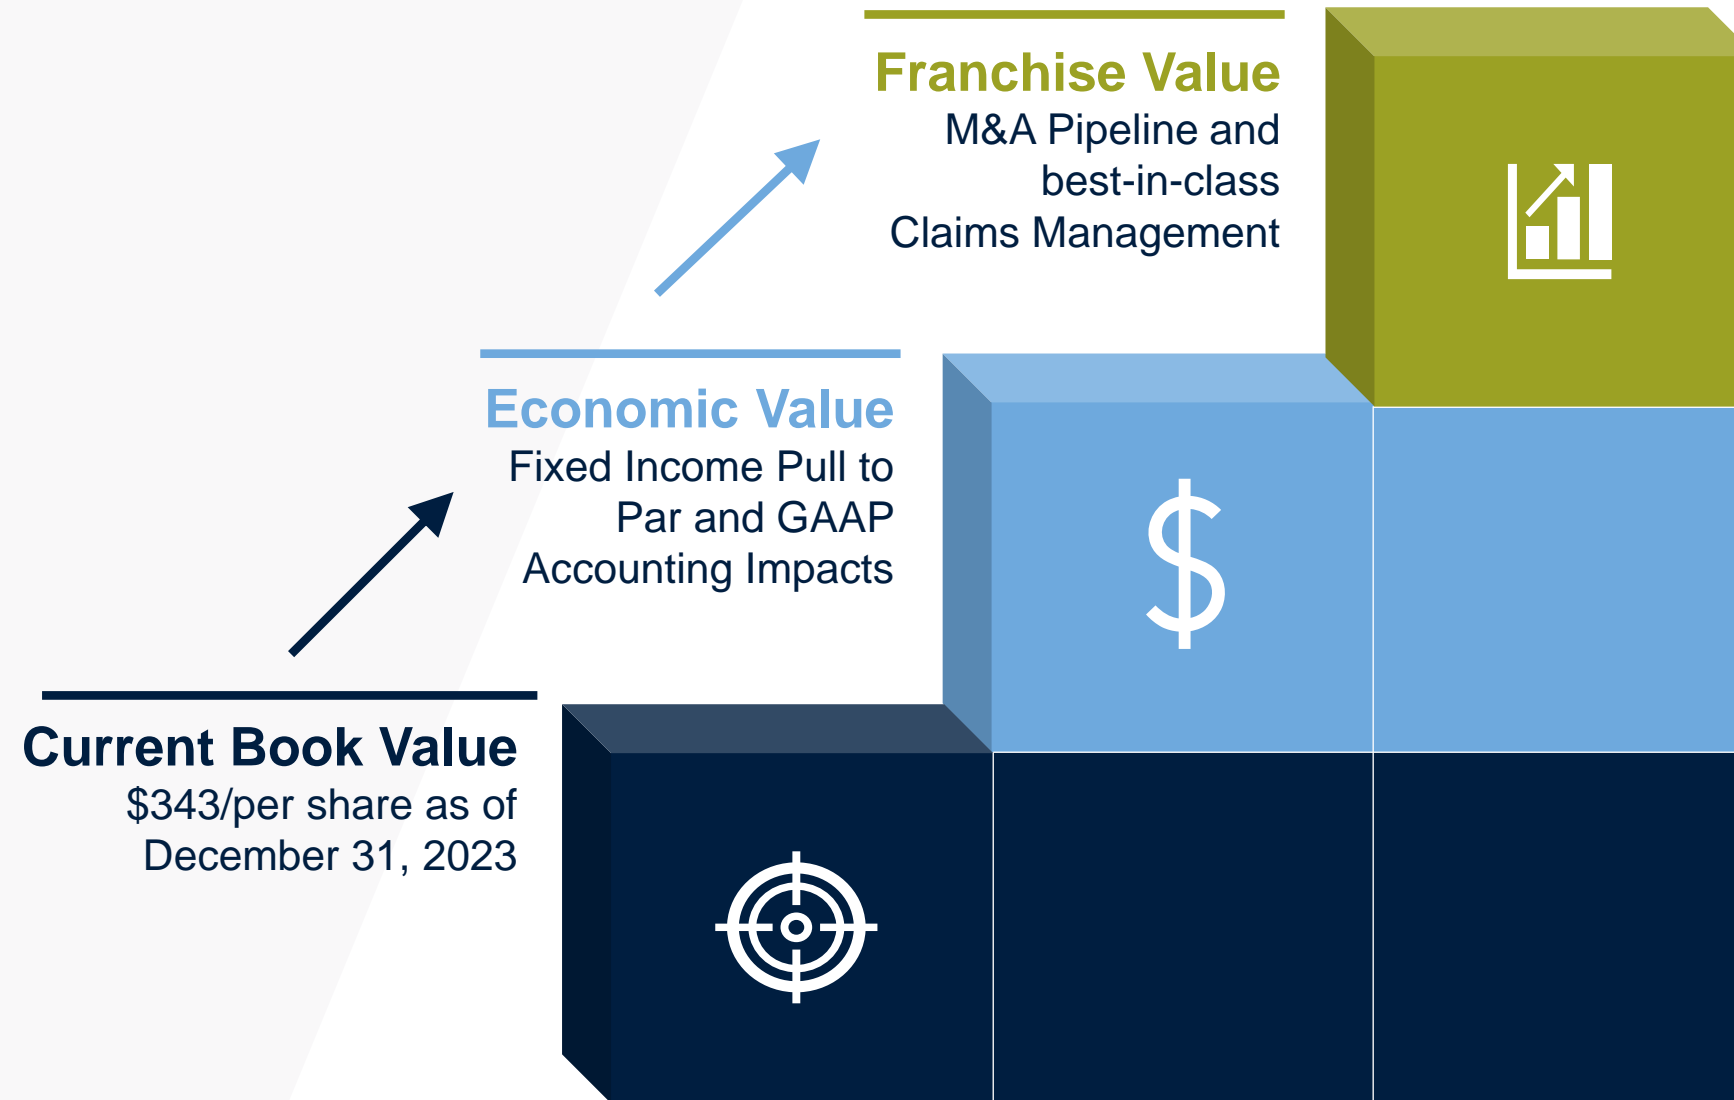 Franchise Value
M&A Pipeline and
best-in-class
Claims Management
Economic Value
Fixed Income Pull to
Par and GAAP
Accounting Impacts
Current Book Value
$343/per share as of
December 31, 2023
$